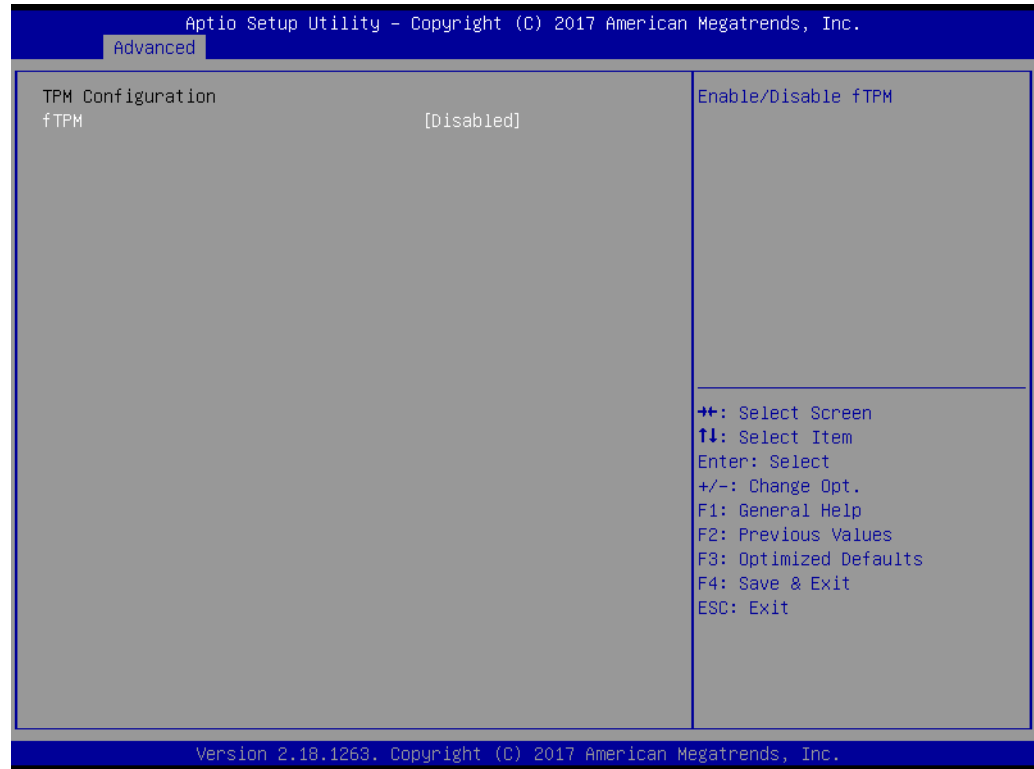 Aptio Setup Utility – Copyright (C) 2017 American Megatrends, Inc.
Advanced
TPM Configuration
fTPM [Disabled]
Enable/Disable fTPM
→←: Select Screen
↑↓: Select Item
Enter: Select
+/-: Change Opt.
F1: General Help
F2: Previous Values
F3: Optimized Defaults
F4: Save & Exit
ESC: Exit
Version 2.18.1263. Copyright (C) 2017 American Megatrends, Inc.